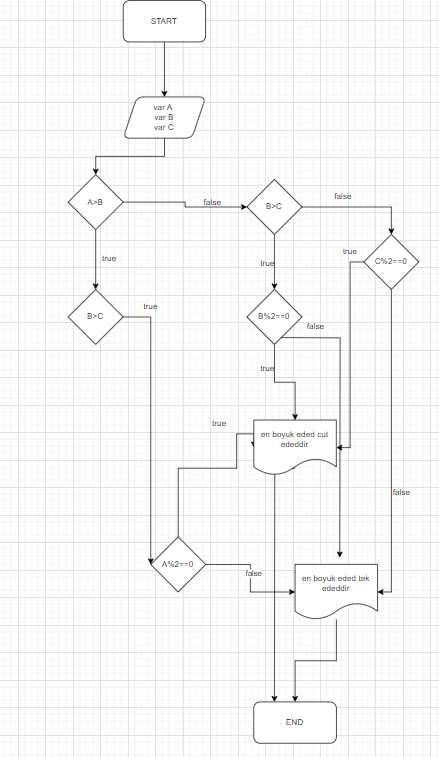 START
var A
var B
var C
A>B
false
B>C
false
true
true
true
C%2==0
B>C
true
B%2==0
false
true
true
en boyuk eded cut
ededdir
false
A%2==0
false
en boyuk eded tek
ededdir
END